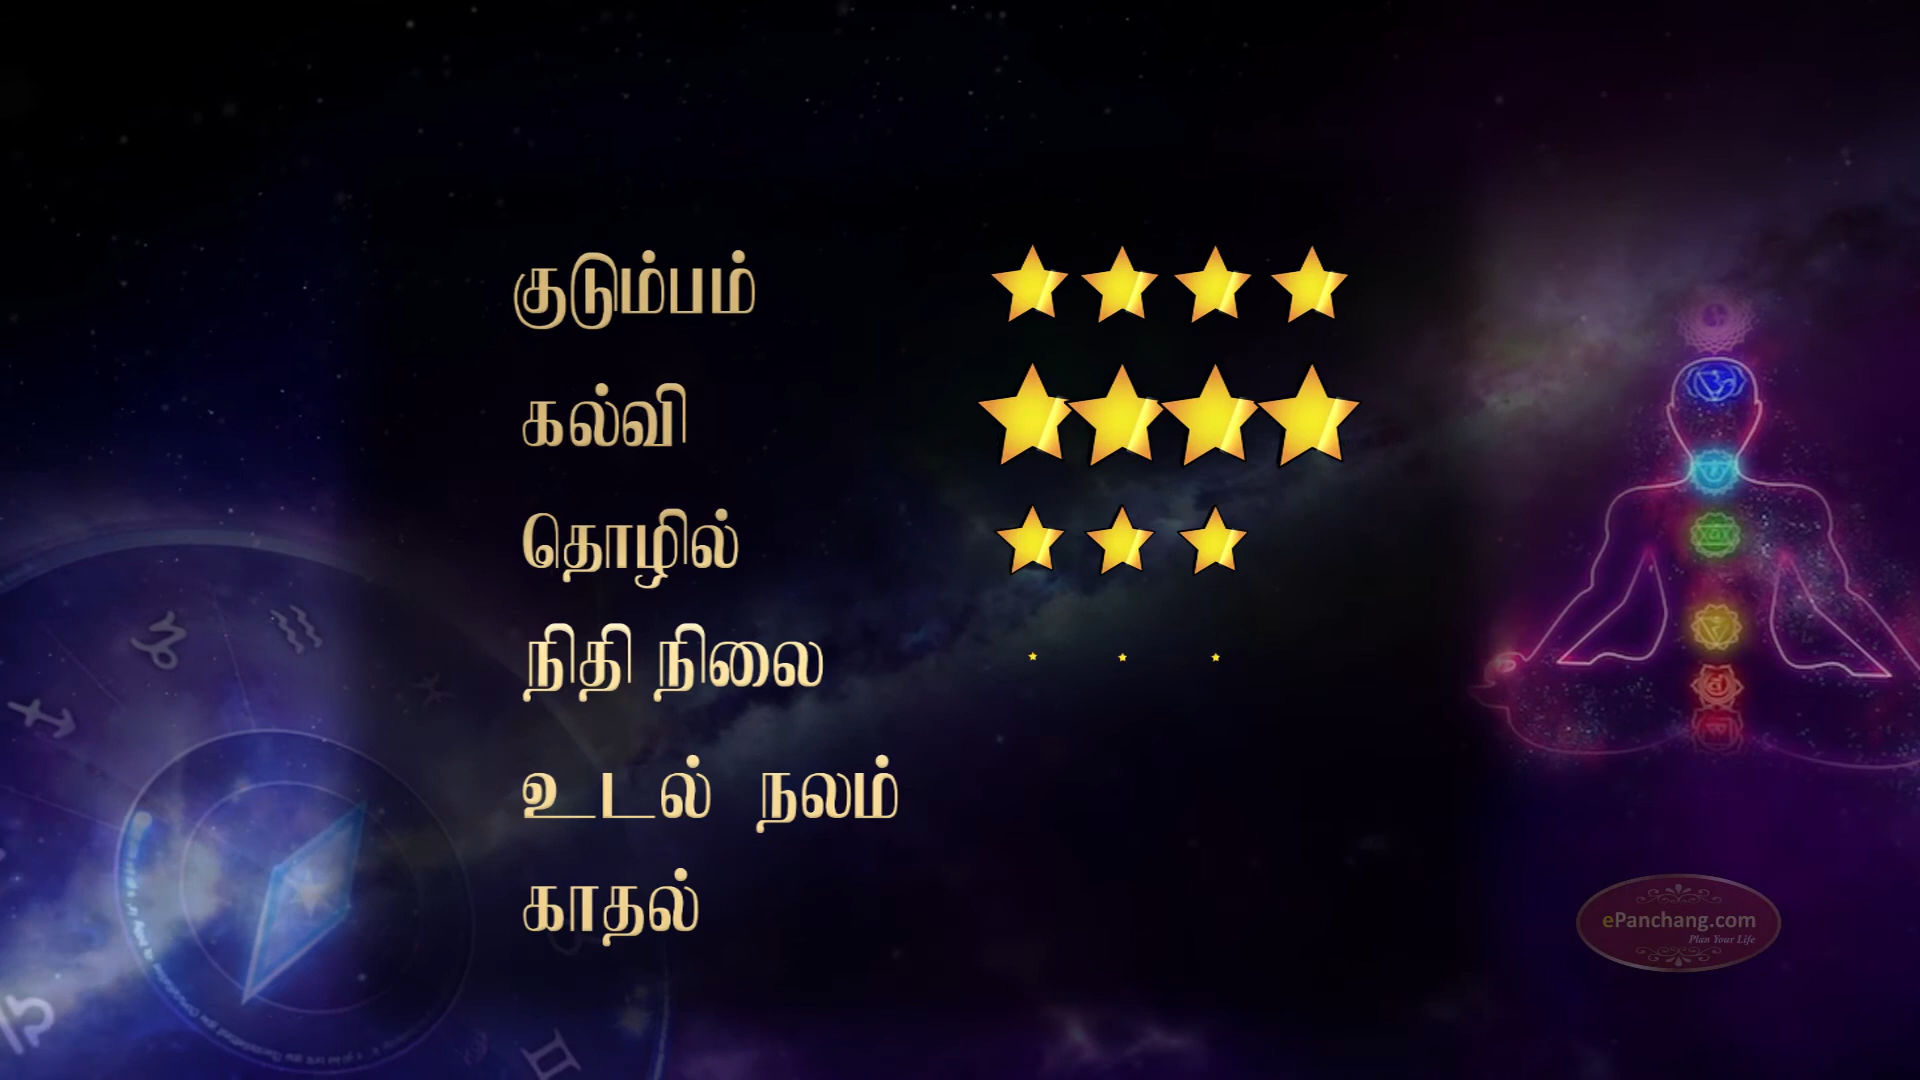 குடும்பம்
கல்வி
தொழில்
நிதி நிலை
உடல் நலம்
காதல்
ePanchang.com
Plan Your Life